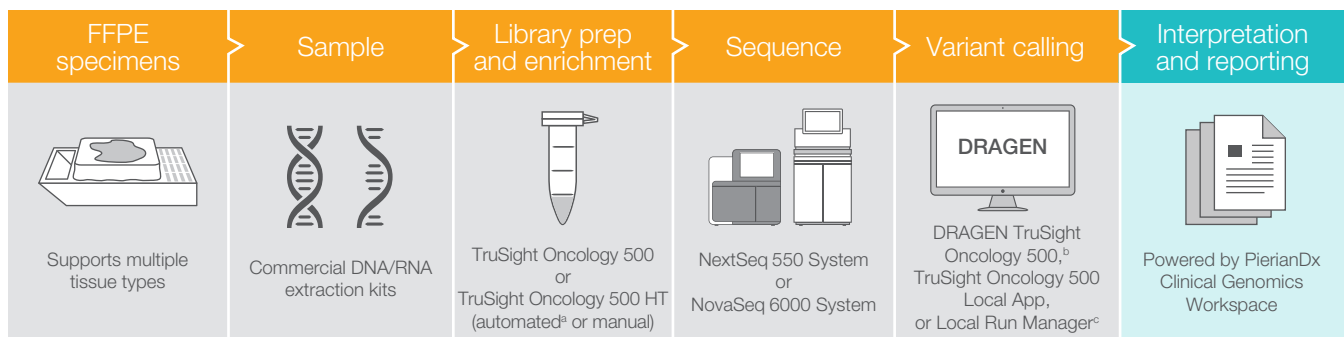 FFPE
specimens
Supports multiple
tissue types
Sample
Commercial DNA/RNA
extraction kits
Library prep
and enrichment
TruSight Oncology 500
or
TruSight Oncology 500 HT
(automatedᵃ or manual)
Sequence
NextSeq 550 System
or
NovaSeq 6000 System
Variant calling
DRAGEN
DRAGEN TruSight
Oncology 500,ᵇ
TruSight Oncology 500
Local App,
or Local Run Managerᶜ
Interpretation
and reporting
Powered by PierianDx
Clinical Genomics
Workspace